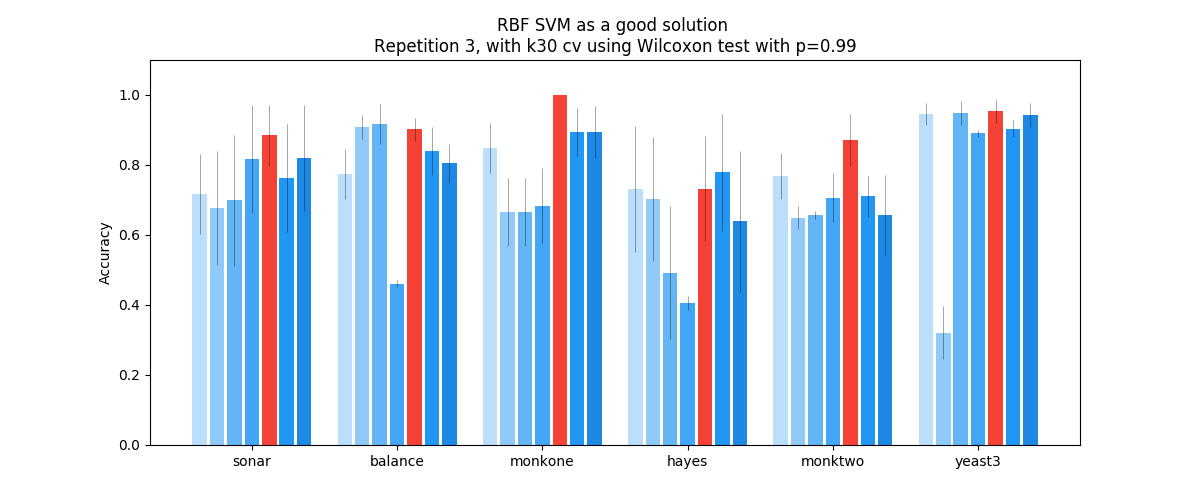 RBF SVM as a good solution
Repetition 3, with k30 cv using Wilcoxon test with p=0.99
Accuracy
1.0
0.8
0.6
0.4
0.2
0.0
sonar balance monkone hayes monktwo yeast3